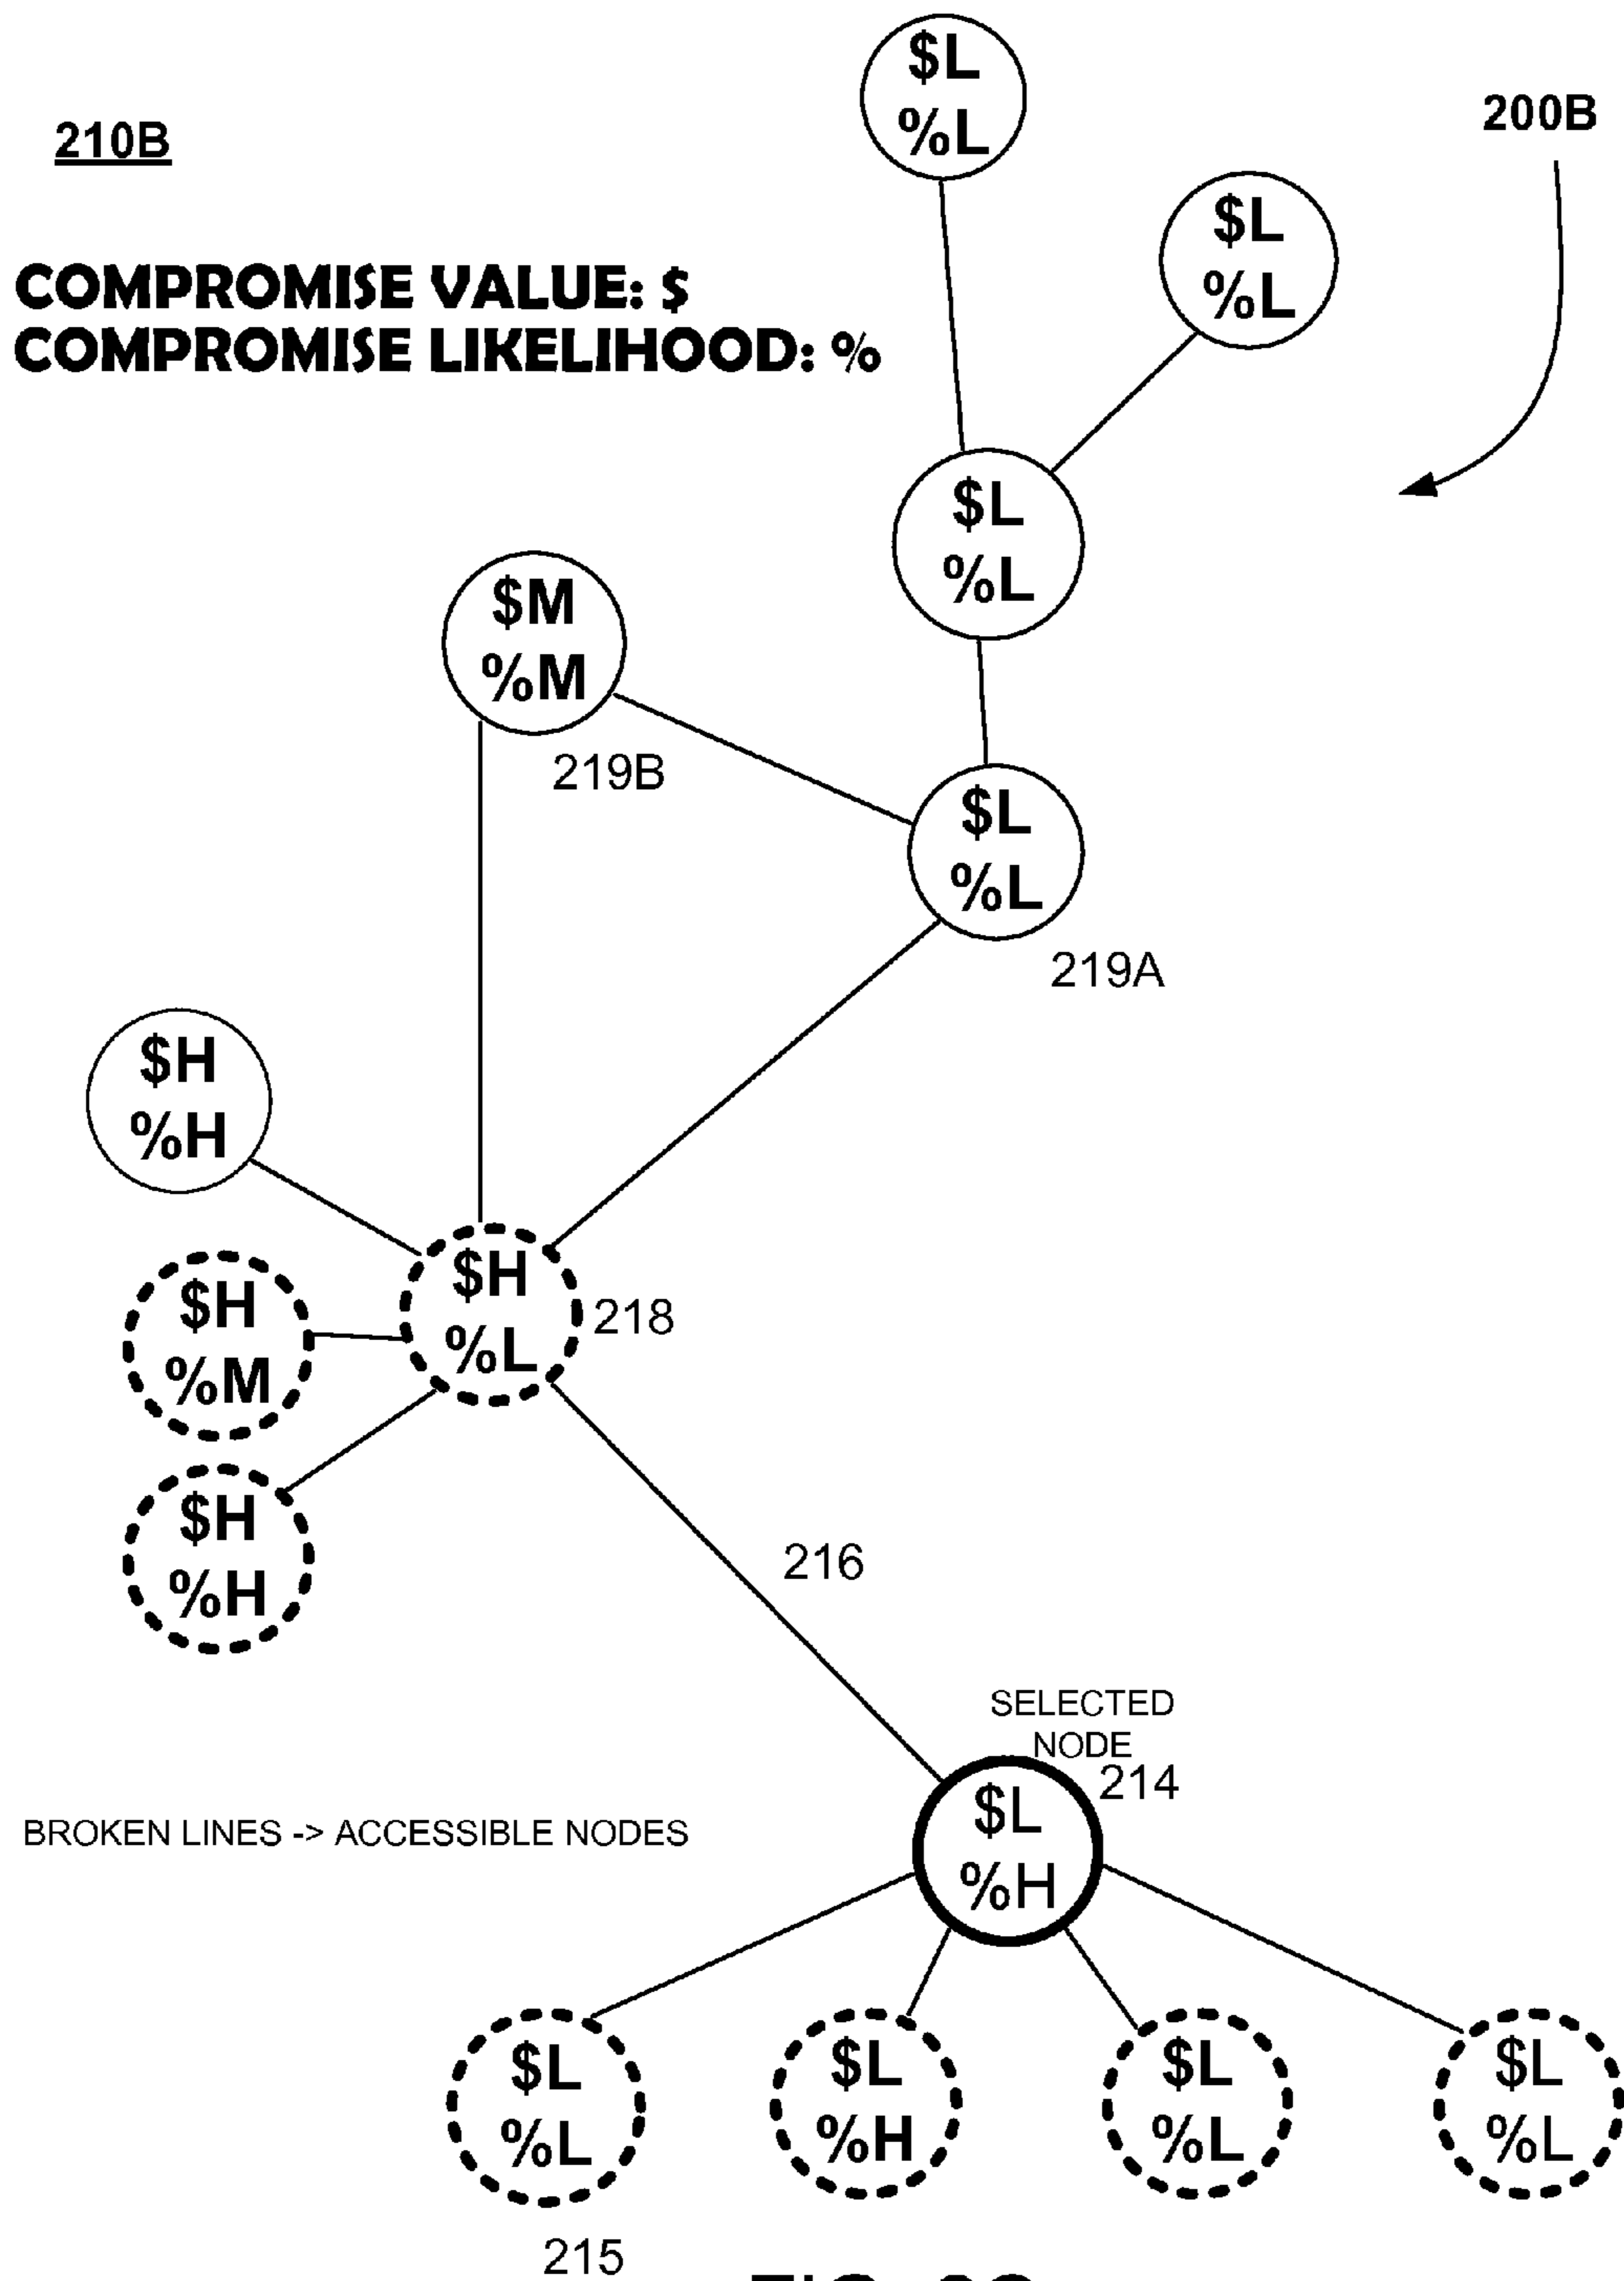 $L
%L
200B
210B
$L
%L
COMPROMISE VALUE: $
COMPROMISE LIKELIHOOD: %
$L
%L
$M
%M
219B
$L
%L
219A
$H
%H
$H
%L
218
$H
%M
$H
%H
216
SELECTED
NODE
214
$L
%H
BROKEN LINES -> ACCESSIBLE NODES
$L
%L
$L
%H
$L
%L
$L
%L
215